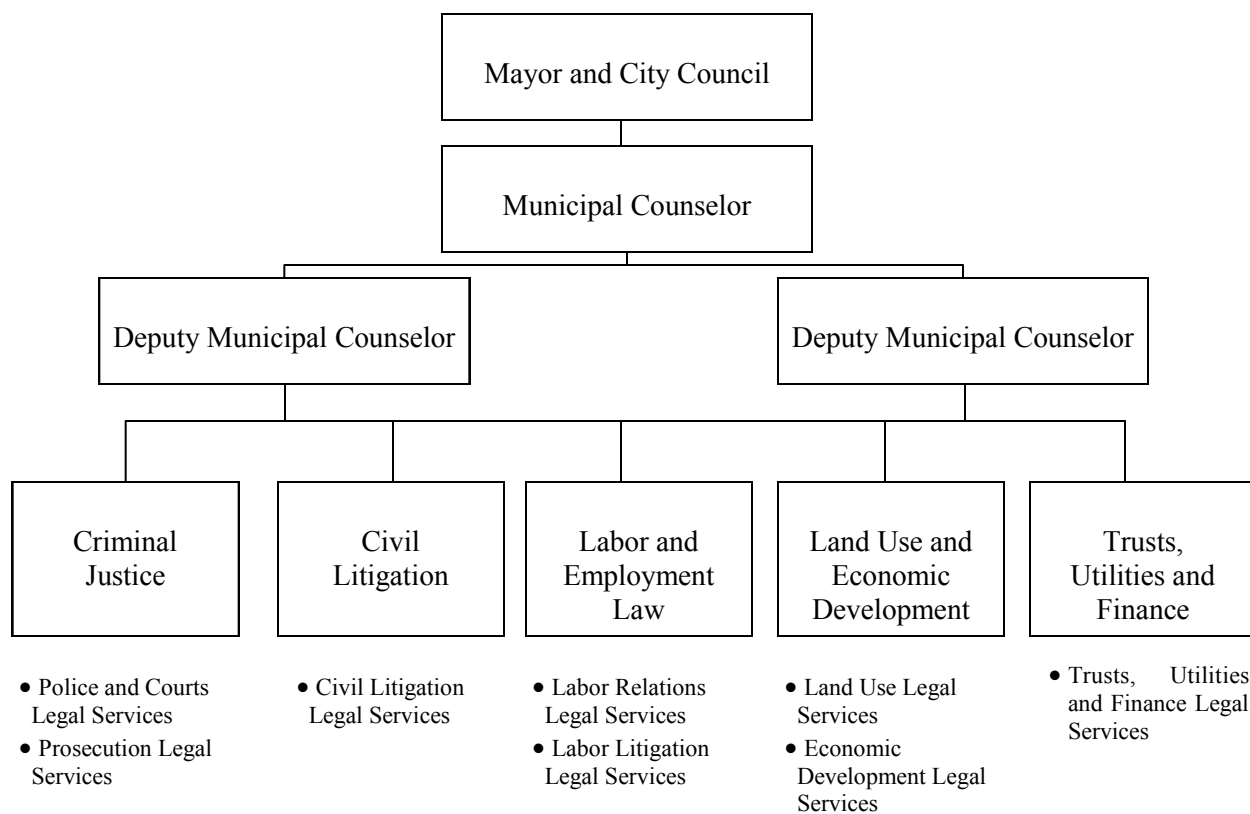 Mayor and City Council
Municipal Counselor
Deputy Municipal Counselor
Deputy Municipal Counselor
Criminal
Justice
Civil
Litigation
Labor and
Employment
Law
Land Use and
Economic
Development
Trusts,
Utilities and
Finance
• Police and Courts
Legal Services
• Prosecution Legal
Services
• Civil Litigation
Legal Services
• Labor Relations
Legal Services
• Labor Litigation
Legal Services
• Land Use Legal
Services
• Economic
Development Legal
Services
• Trusts, Utilities
and Finance Legal
Services